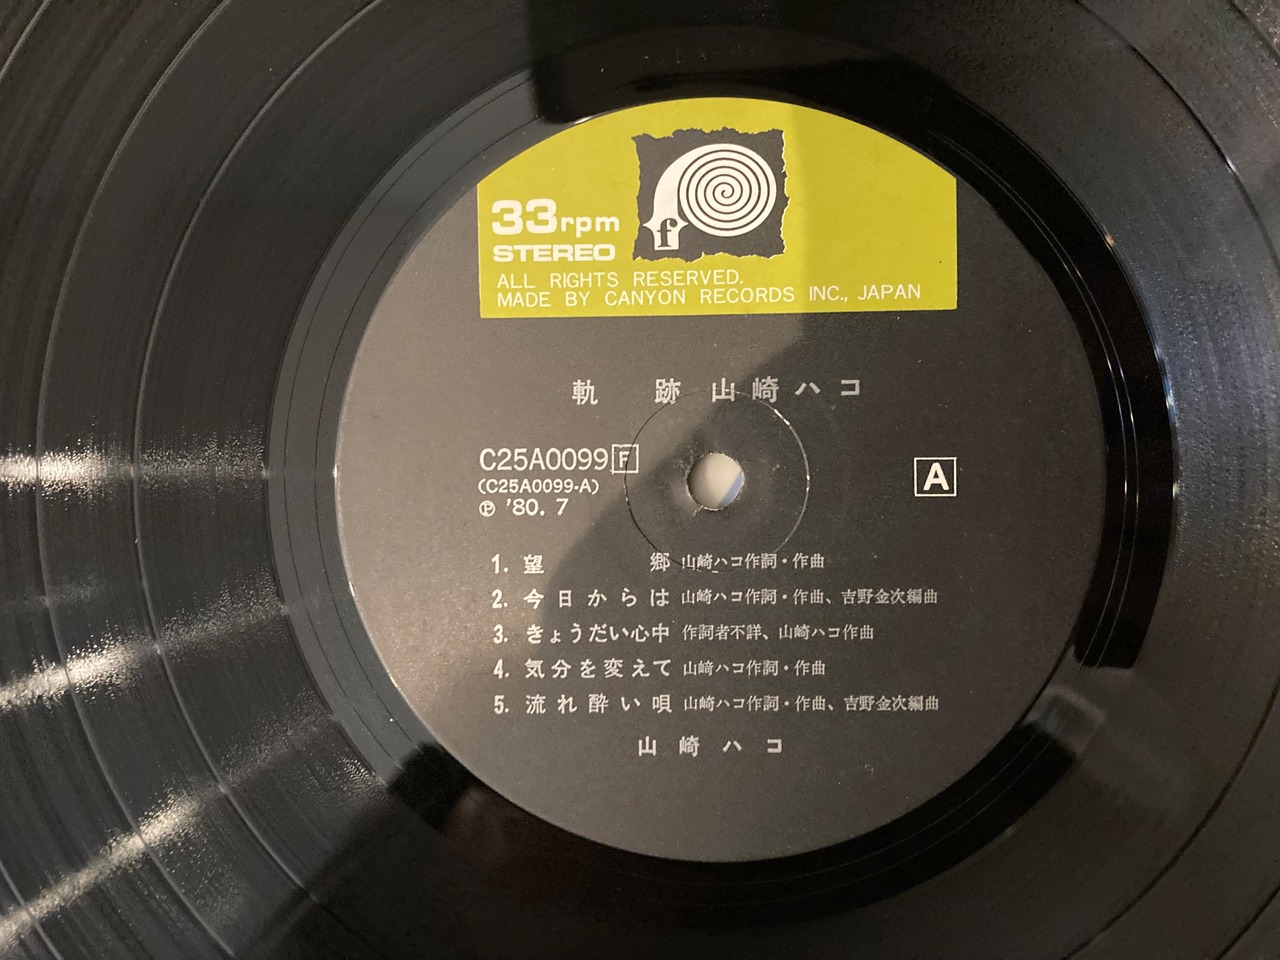 33rpm
STEREO
f
ALL RIGHTS RESERVED.
MADE BY CANYON RECORDS INC., JAPAN
軌 跡 山崎ハコ
C25A0099 F
(C25A0099-A)
℗ '80. 7
A
1. 望 郷 山崎ハコ作詞・作曲
2. 今日からは 山崎ハコ作詞・作曲、吉野金次編曲
3. きょうだい心中 作詞者不詳、山崎ハコ作曲
4. 気分を変えて 山崎ハコ作詞・作曲
5. 流れ酔い唄 山崎ハコ作詞・作曲、吉野金次編曲
山崎ハコ